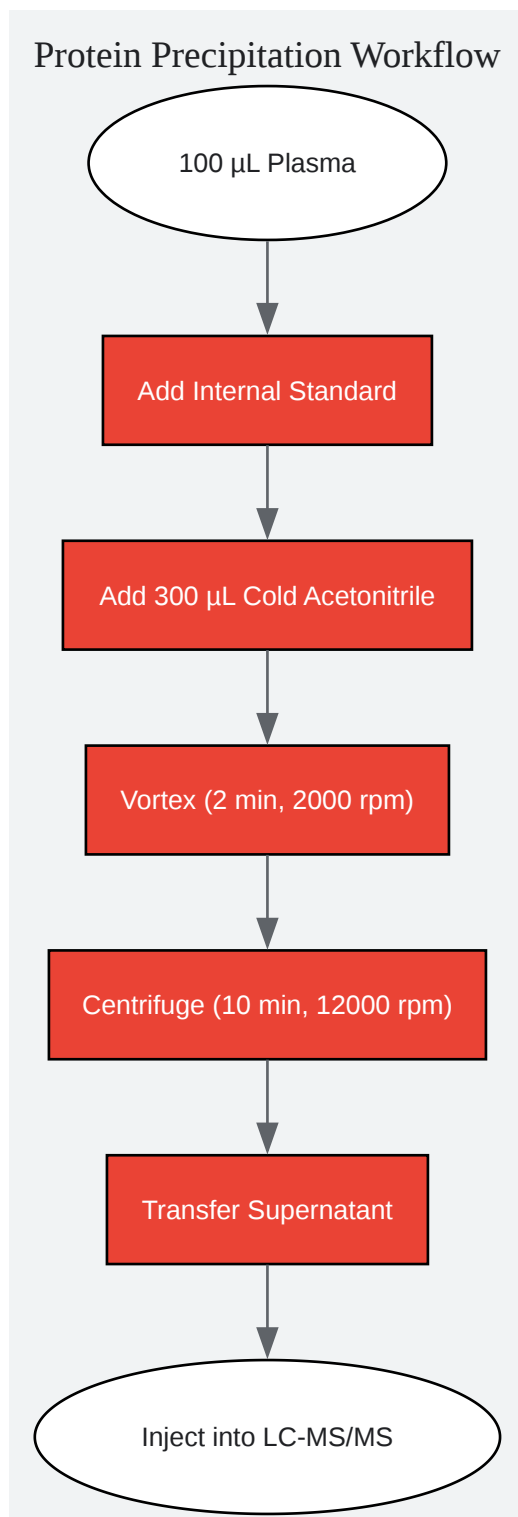 Protein Precipitation Workflow
100 µL Plasma
Add Internal Standard
Add 300 µL Cold Acetonitrile
Vortex (2 min, 2000 rpm)
Centrifuge (10 min, 12000 rpm)
Transfer Supernatant
Inject into LC-MS/MS